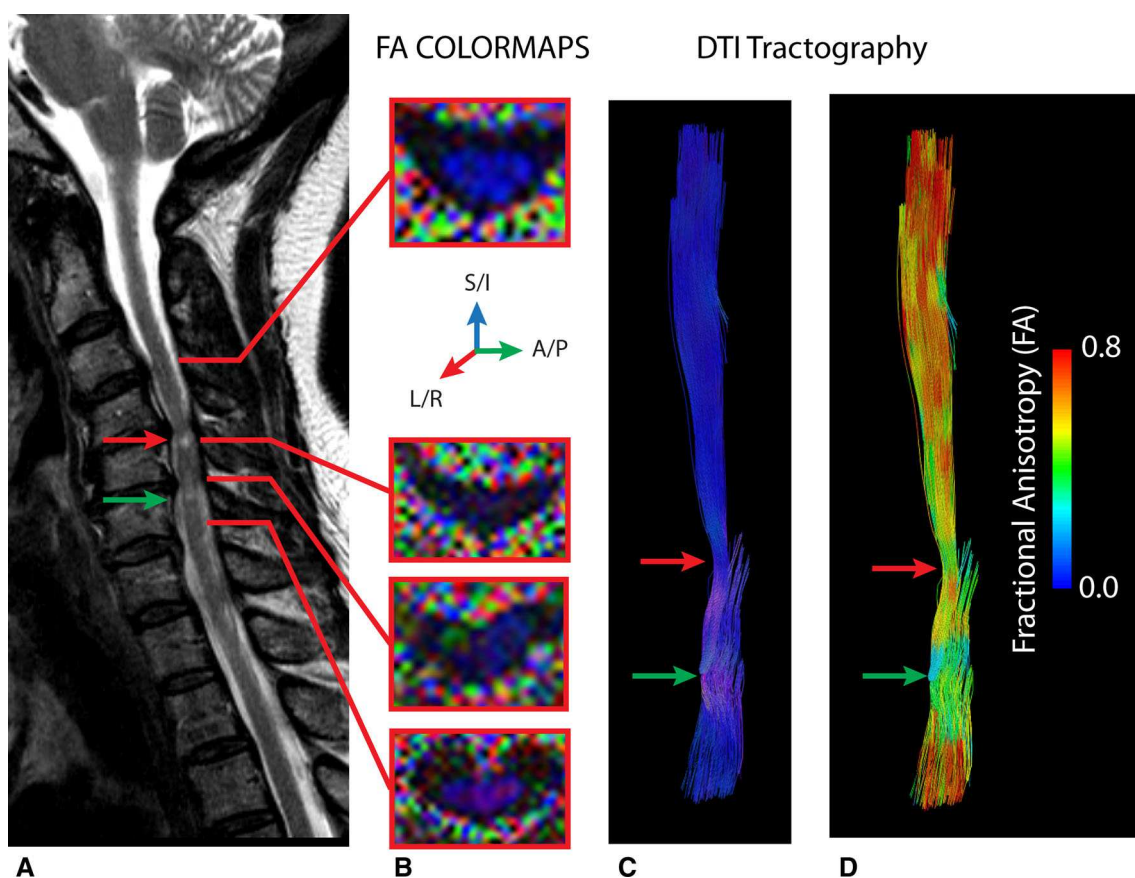 FA COLORMAPS
DTI Tractography
S/I
A/P
L/R
Fractional Anisotropy (FA)
0.8
0.0
A
B
C
D